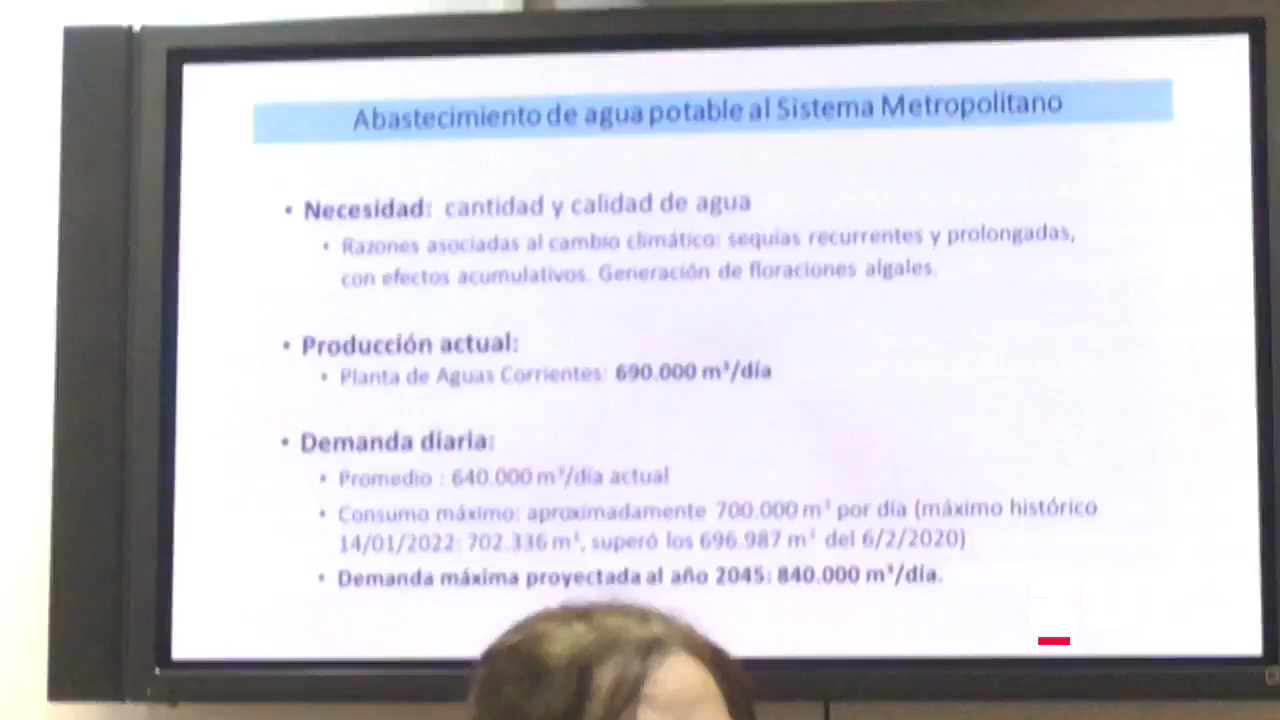 Abastecimiento de agua potable al Sistema Metropolitano
• Necesidad: cantidad y calidad de agua
• Razones asociadas al cambio climático: sequías recurrentes y prolongadas,
con efectos acumulativos. Generación de floraciones algales.
• Producción actual:
• Planta de Aguas Corrientes: 690.000 m³/día
• Demanda diaria:
• Promedio : 640.000 m³/día actual
• Consumo máximo: aproximadamente 700.000 m³ por día (máximo histórico
14/01/2022: 702.336 m³, superó los 696.987 m³ del 6/2/2020)
• Demanda máxima proyectada al año 2045: 840.000 m³/día.